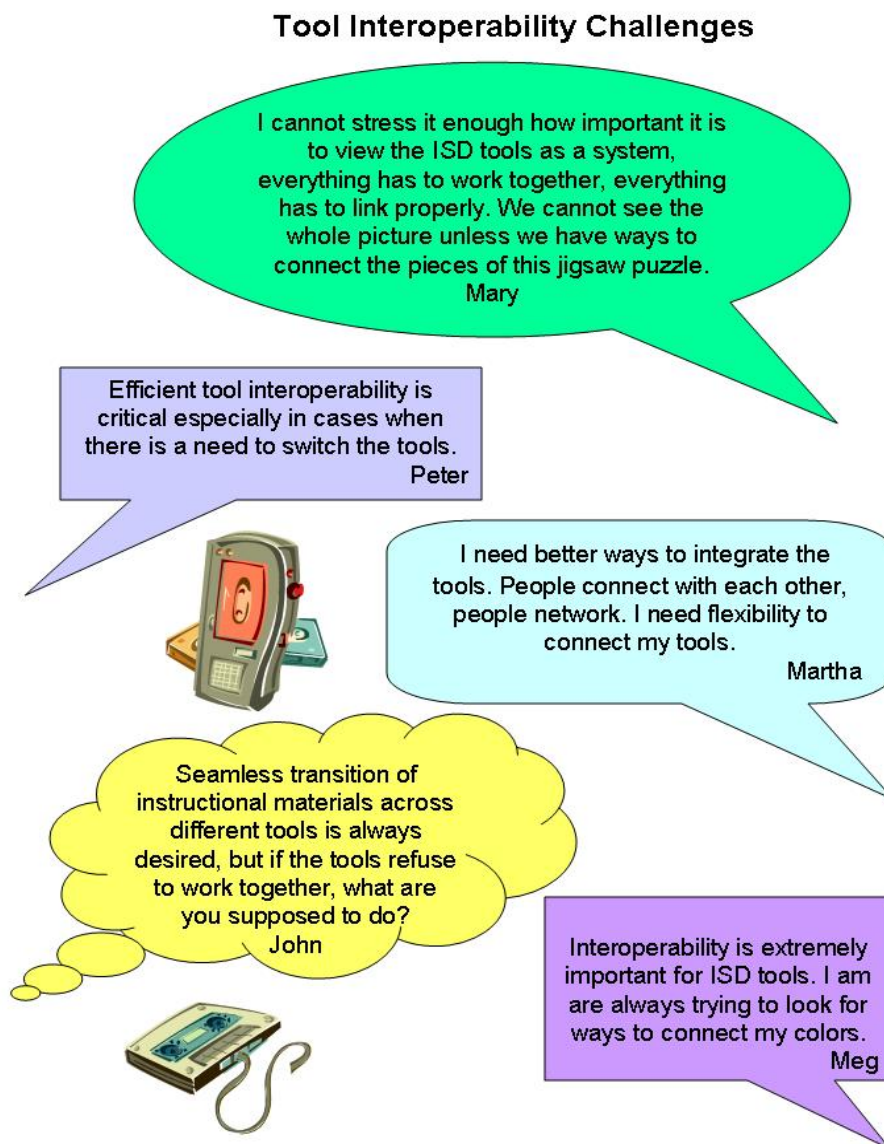 Tool Interoperability Challenges
I cannot stress it enough how important it is
to view the ISD tools as a system,
everything has to work together, everything
has to link properly. We cannot see the
whole picture unless we have ways to
connect the pieces of this jigsaw puzzle.
Mary
Efficient tool interoperability is
critical especially in cases when
there is a need to switch the tools.
Peter
I need better ways to integrate the
tools. People connect with each other,
people network. I need flexibility to
connect my tools.
Martha
Seamless transition of
instructional materials across
different tools is always
desired, but if the tools refuse
to work together, what are
you supposed to do?
John
Interoperability is extremely
important for ISD tools. I am
are always trying to look for
ways to connect my colors.
Meg